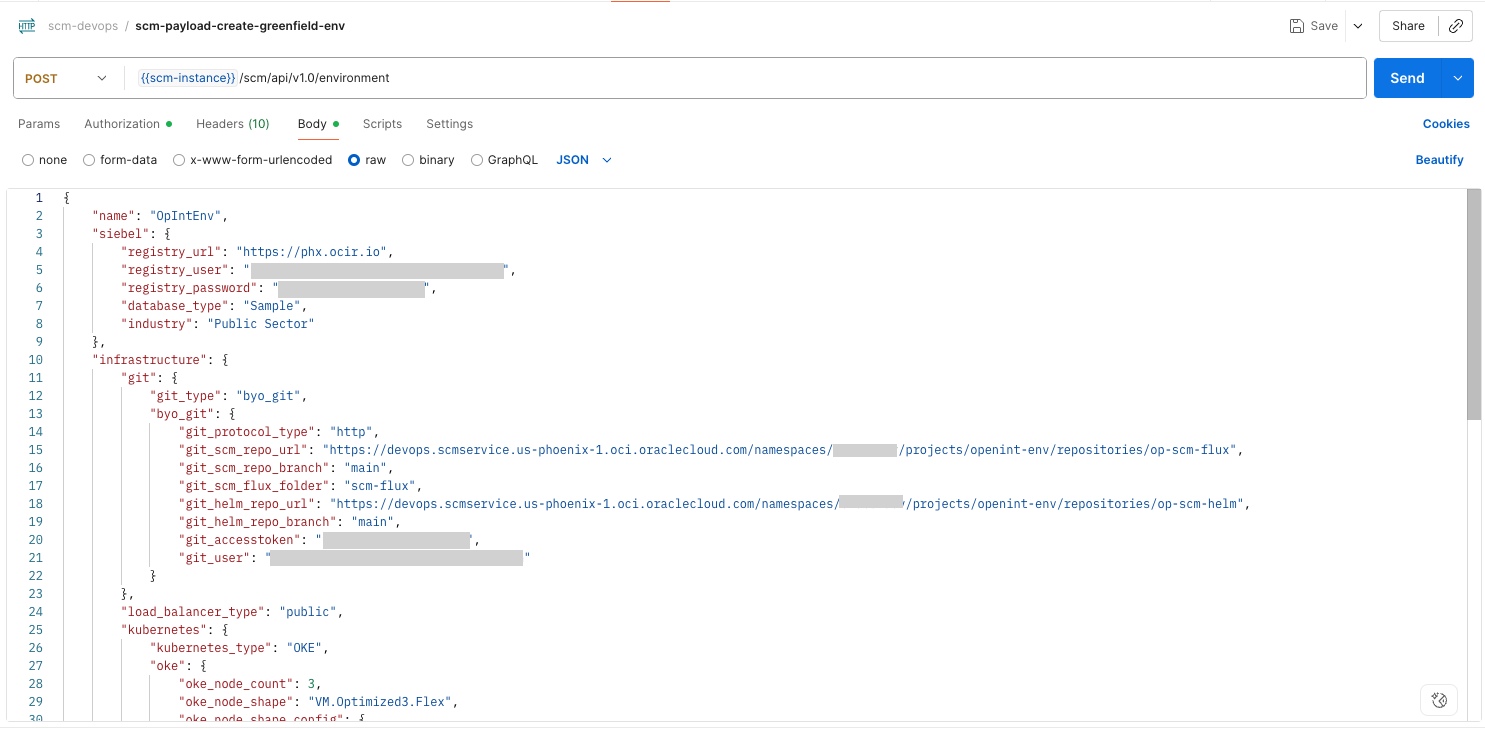 HTTP scm-devops / scm-payload-create-greenfield-env Save Share
POST {{scm-instance}}/scm/api/v1.0/environment Send
Params Authorization Headers (10) Body Scripts Settings Cookies
none form-data x-www-form-urlencoded raw binary GraphQL JSON Beautify
1 {
2 "name": "OpIntEnv",
3 "siebel": {
4 "registry_url": "https://phx.ocir.io",
5 "registry_user": "",
6 "registry_password": "",
7 "database_type": "Sample",
8 "industry": "Public Sector"
9 },
10 "infrastructure": {
11 "git": {
12 "git_type": "byo_git",
13 "byo_git": {
14 "git_protocol_type": "http",
15 "git_scm_repo_url": "https://devops.scmservice.us-phoenix-1.oci.oraclecloud.com/namespaces/ /projects/openint-env/repositories/op-scm-flux",
16 "git_scm_repo_branch": "main",
17 "git_scm_flux_folder": "scm-flux",
18 "git_helm_repo_url": "https://devops.scmservice.us-phoenix-1.oci.oraclecloud.com/namespaces/ /projects/openint-env/repositories/op-scm-helm",
19 "git_helm_repo_branch": "main",
20 "git_accesstoken": "",
21 "git_user": ""
22 }
23 },
24 "load_balancer_type": "public",
25 "kubernetes": {
26 "kubernetes_type": "OKE",
27 "oke": {
28 "oke_node_count": 3,
29 "oke_node_shape": "VM.Optimized3.Flex",
30 "oke_node_shape_config": {